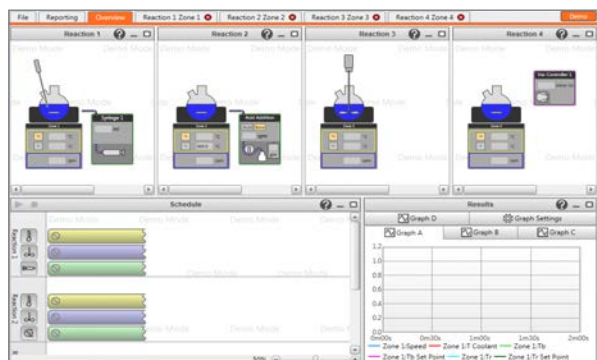 File Reporting Overview Reaction 1 Zone 1 Reaction 2 Zone 2 Reaction 3 Zone 3 Reaction 4 Zone 4 Demo
Reaction 1 Reaction 2 Reaction 3 Reaction 4
Demo Mode
Syringe 1
Acid Addition
Schedule
Results
Graph D Graph Settings
Graph A Graph B Graph C
Reaction 1
Reaction 2
1.2
1.0
0.8
0.6
0.4
0.2
0.0
0m00s 0m30s 1m00s 1m30s 2m00s
Zone 1:Speed Zone 1:T Coolant Zone 1:Tb
Zone 1:Tb Set Point Zone 1:Tr Zone 1:Tr Set Point
50%